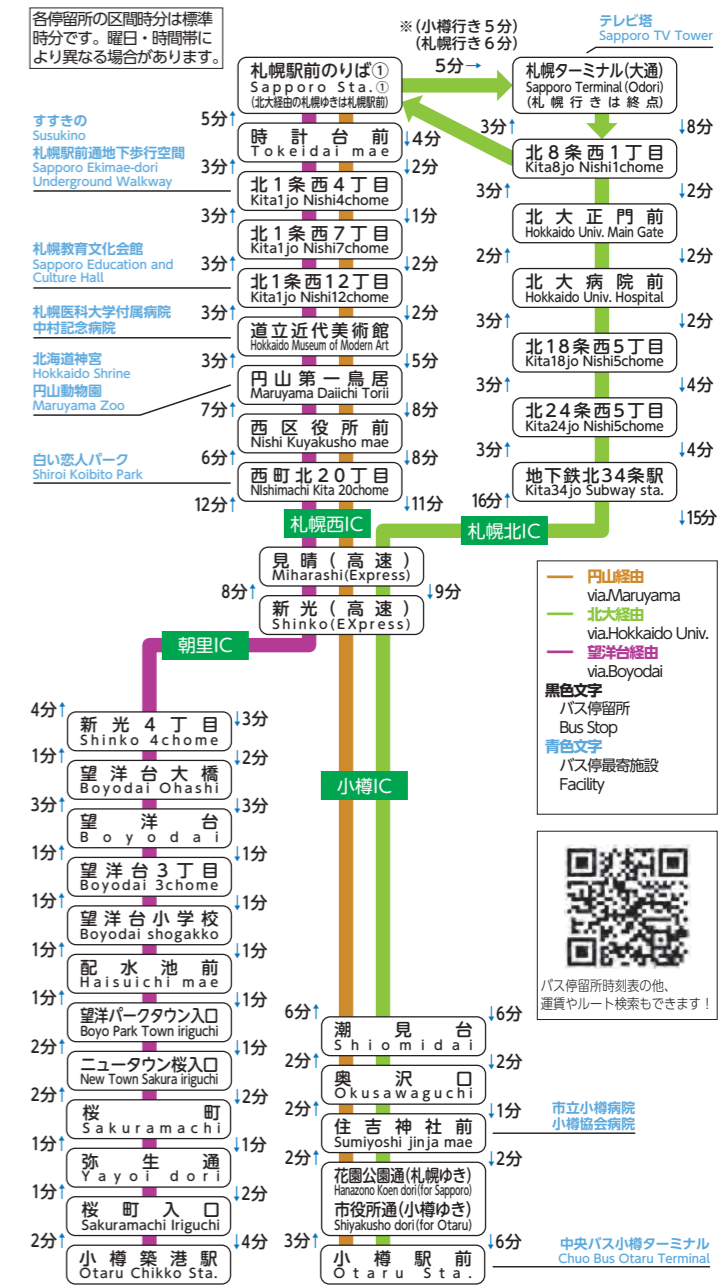 各停留所の区間時分は標準
時分です。曜日・時間帯に
より異なる場合があります。
※(小樽行き5分)
(札幌行き6分)
テレビ塔
Sapporo TV Tower
札幌駅前のりば①
Sapporo Sta.①
(北大経由の札幌ゆきは札幌駅前)
5分→
札幌ターミナル(大通)
Sapporo Terminal(Odori)
(札幌行きは終点)
すすきの
Susukino
札幌駅前通地下歩行空間
Sapporo Ekimae-dori
Underground Walkway
5分↑
↓4分
時計台前
Tokeidai mae
3分↑
↓2分
北1条西4丁目
Kita1jo Nishi4chome
3分↑
↓1分
北1条西7丁目
Kita1jo Nishi7chome
札幌教育文化会館
Sapporo Education and
Culture Hall
3分↑
↓2分
北1条西12丁目
Kita1jo Nishi12chome
札幌医科大学付属病院
中村記念病院
3分↑
↓2分
道立近代美術館
Hokkaido Museum of Modern Art
北海道神宮
Hokkaido Shrine
円山動物園
Maruyama Zoo
3分↑
↓5分
円山第一鳥居
Maruyama Daiichi Torii
7分↑
↓8分
西区役所前
Nishi Kuyakusho mae
白い恋人パーク
Shiroi Koibito Park
6分↑
↓8分
西町北20丁目
NIshimachi Kita 20chome
12分↑
↓11分
札幌西IC
3分↑
↓8分
北8条西1丁目
Kita8jo Nishi1chome
3分↑
↓2分
北大正門前
Hokkaido Univ. Main Gate
2分↑
↓2分
北大病院前
Hokkaido Univ. Hospital
3分↑
↓2分
北18条西5丁目
Kita18jo Nishi5chome
3分↑
↓4分
北24条西5丁目
Kita24jo Nishi5chome
3分↑
↓4分
地下鉄北34条駅
Kita34jo Subway sta.
16分↑
↓15分
札幌北IC
見晴(高速)
Miharashi(Express)
8分↑
↓9分
新光(高速)
Shinko(EXpress)
円山経由
via.Maruyama
北大経由
via.Hokkaido Univ.
望洋台経由
via.Boyodai
黒色文字
バス停留所
Bus Stop
青色文字
バス停最寄施設
Facility
朝里IC
4分↑
↓3分
新光4丁目
Shinko 4chome
1分↑
↓2分
望洋台大橋
Boyodai Ohashi
3分↑
↓3分
望洋台
Boyodai
1分↑
↓1分
望洋台3丁目
Boyodai 3chome
1分↑
↓1分
望洋台小学校
Boyodai shogakko
1分↑
↓1分
配水池前
Haisuichi mae
1分↑
↓1分
望洋パークタウン入口
Boyo Park Town iriguchi
2分↑
↓1分
ニュータウン桜入口
New Town Sakura iriguchi
2分↑
↓2分
桜町
Sakuramachi
1分↑
↓1分
弥生通
Yayoi dori
1分↑
↓2分
桜町入口
Sakuramachi Iriguchi
2分↑
↓4分
小樽築港駅
Otaru Chikko Sta.
小樽IC
バス停留所時刻表の他、
運賃やルート検索もできます!
6分↑
↓6分
潮見台
Shiomidai
2分↑
↓2分
奥沢口
Okusawaguchi
2分↑
↓1分
住吉神社前
Sumiyoshi jinja mae
市立小樽病院
小樽協会病院
2分↑
↓2分
花園公園通(札幌ゆき)
Hanazono Koen dori(for Sapporo)
市役所通(小樽ゆき)
Shiyakusho dori(for Otaru)
3分↑
↓6分
小樽駅前
Otaru Sta.
中央バス小樽ターミナル
Chuo Bus Otaru Terminal